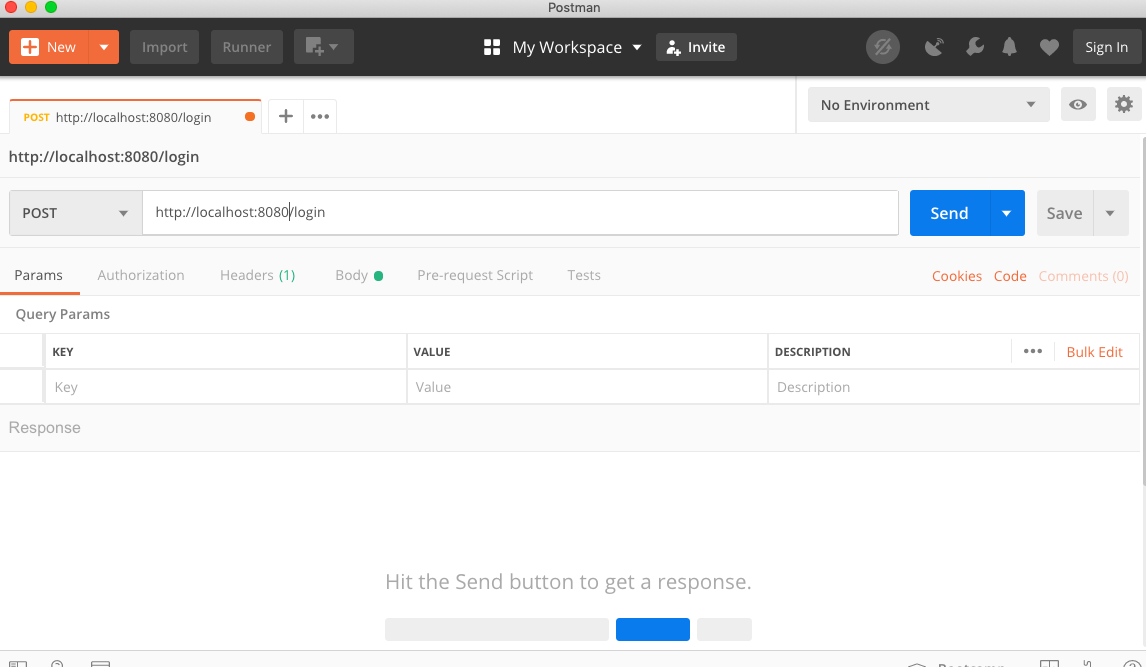 Postman
New Import Runner My Workspace Invite Sign In
POST http://localhost:8080/login No Environment
http://localhost:8080/login
POST http://localhost:8080/login Send Save
Params Authorization Headers (1) Body Pre-request Script Tests Cookies Code Comments (0)
Query Params
KEY VALUE DESCRIPTION Bulk Edit
Key Value Description
Response
Hit the Send button to get a response.